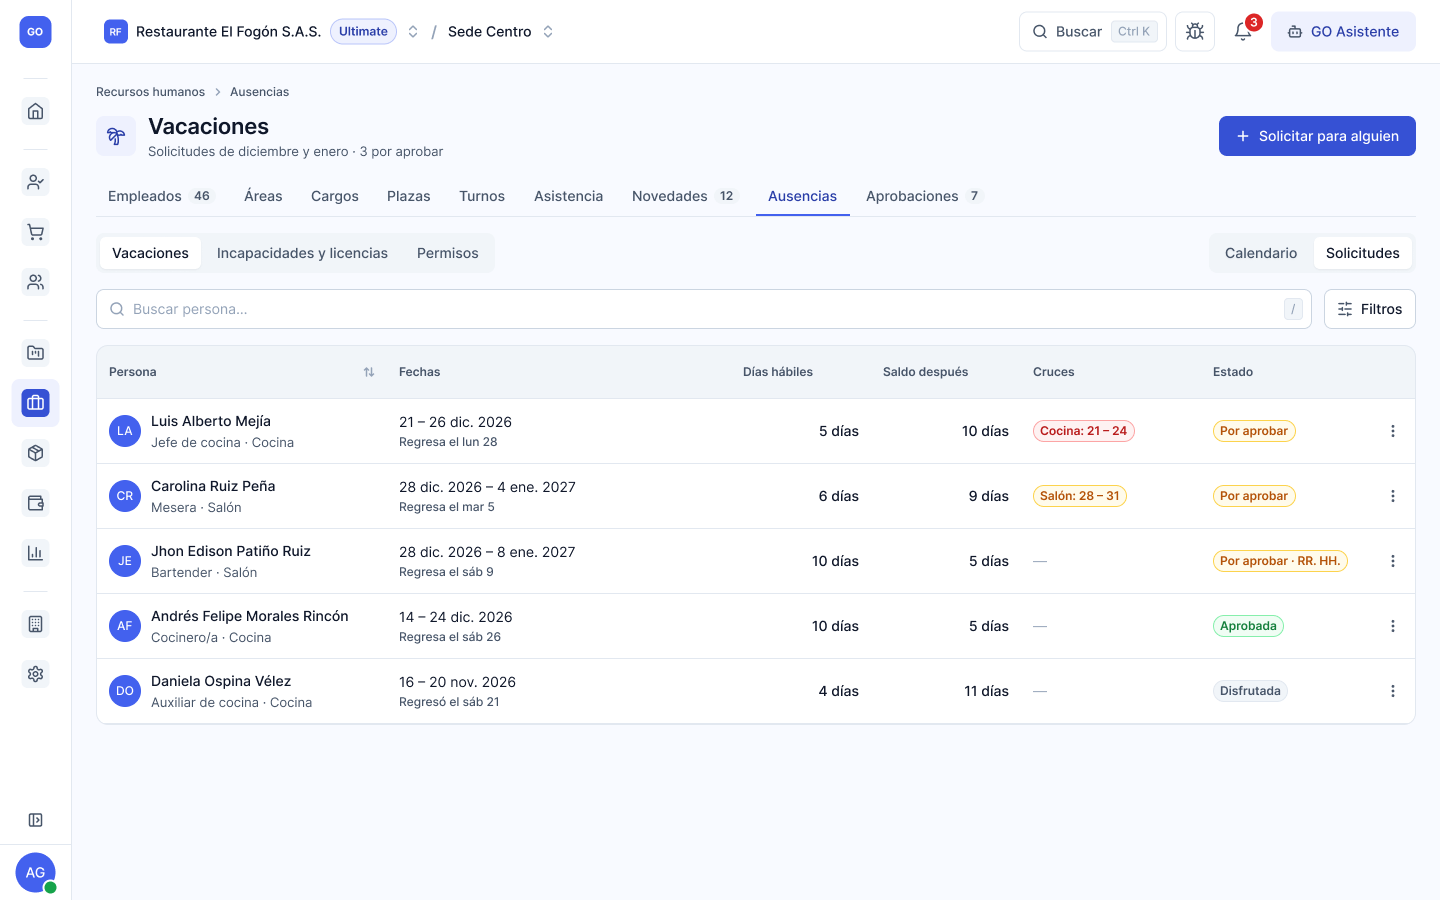 GO
RF Restaurante El Fogón S.A.S. Ultimate / Sede Centro
Buscar Ctrl K
3
GO Asistente
Recursos humanos > Ausencias
Vacaciones
Solicitudes de diciembre y enero · 3 por aprobar
+ Solicitar para alguien
Empleados 46 Áreas Cargos Plazas Turnos Asistencia Novedades 12 Ausencias Aprobaciones 7
Vacaciones Incapacidades y licencias Permisos
Calendario Solicitudes
Buscar persona... /
Filtros
Persona Fechas Días hábiles Saldo después Cruces Estado
LA Luis Alberto Mejía
Jefe de cocina · Cocina
21 – 26 dic. 2026
Regresa el lun 28
5 días 10 días Cocina: 21 – 24 Por aprobar
CR Carolina Ruiz Peña
Mesera · Salón
28 dic. 2026 – 4 ene. 2027
Regresa el mar 5
6 días 9 días Salón: 28 – 31 Por aprobar
JE Jhon Edison Patiño Ruiz
Bartender · Salón
28 dic. 2026 – 8 ene. 2027
Regresa el sáb 9
10 días 5 días — Por aprobar · RR. HH.
AF Andrés Felipe Morales Rincón
Cocinero/a · Cocina
14 – 24 dic. 2026
Regresa el sáb 26
10 días 5 días — Aprobada
DO Daniela Ospina Vélez
Auxiliar de cocina · Cocina
16 – 20 nov. 2026
Regresó el sáb 21
4 días 11 días — Disfrutada
AG